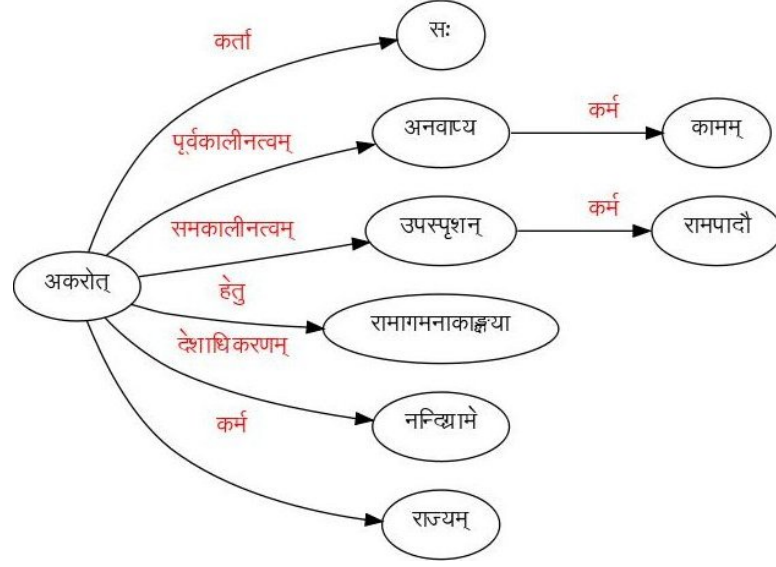 कर्ता
सः
पूर्वकालीनत्वम्
अनवाप्य
कर्म
कामम्
समकालीनत्वम्
उपस्पृशन्
कर्म
रामपादौ
अकरोत्
हेतु
रामागमनाकाङ्क्षया
देशाधिकरणम्
नन्दिग्रामे
कर्म
राज्यम्